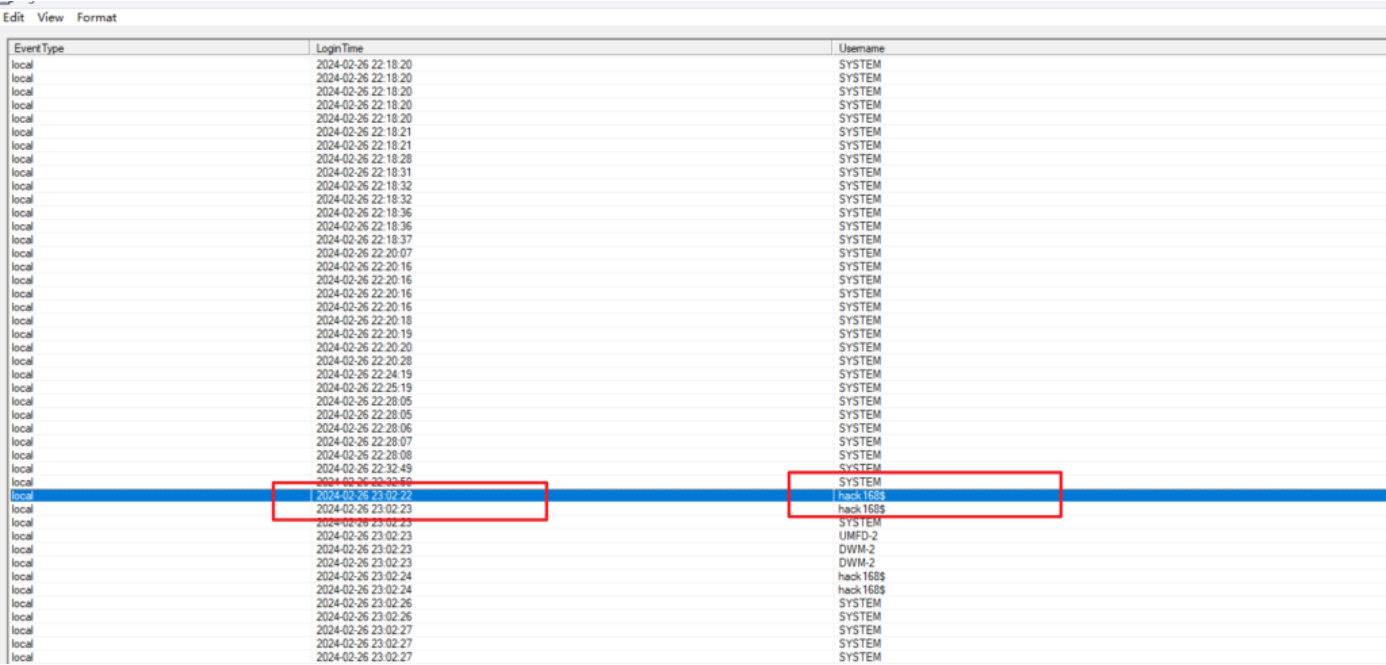 Edit View Format
EventType LoginTime Username
local 2024-02-26 22:18:20 SYSTEM
local 2024-02-26 22:18:20 SYSTEM
local 2024-02-26 22:18:20 SYSTEM
local 2024-02-26 22:18:20 SYSTEM
local 2024-02-26 22:18:20 SYSTEM
local 2024-02-26 22:18:21 SYSTEM
local 2024-02-26 22:18:21 SYSTEM
local 2024-02-26 22:18:28 SYSTEM
local 2024-02-26 22:18:31 SYSTEM
local 2024-02-26 22:18:32 SYSTEM
local 2024-02-26 22:18:32 SYSTEM
local 2024-02-26 22:18:36 SYSTEM
local 2024-02-26 22:18:36 SYSTEM
local 2024-02-26 22:18:37 SYSTEM
local 2024-02-26 22:20:07 SYSTEM
local 2024-02-26 22:20:16 SYSTEM
local 2024-02-26 22:20:16 SYSTEM
local 2024-02-26 22:20:16 SYSTEM
local 2024-02-26 22:20:16 SYSTEM
local 2024-02-26 22:20:18 SYSTEM
local 2024-02-26 22:20:19 SYSTEM
local 2024-02-26 22:20:20 SYSTEM
local 2024-02-26 22:20:28 SYSTEM
local 2024-02-26 22:24:19 SYSTEM
local 2024-02-26 22:25:19 SYSTEM
local 2024-02-26 22:28:05 SYSTEM
local 2024-02-26 22:28:05 SYSTEM
local 2024-02-26 22:28:06 SYSTEM
local 2024-02-26 22:28:07 SYSTEM
local 2024-02-26 22:28:08 SYSTEM
local 2024-02-26 22:32:49 SYSTEM
local 2024-02-26 22:32:50 SYSTEM
local 2024-02-26 23:02:22 hack168$
local 2024-02-26 23:02:23 hack168$
local 2024-02-26 23:02:23 SYSTEM
local 2024-02-26 23:02:23 UMFD-2
local 2024-02-26 23:02:23 DWM-2
local 2024-02-26 23:02:23 DWM-2
local 2024-02-26 23:02:24 hack168$
local 2024-02-26 23:02:24 hack168$
local 2024-02-26 23:02:26 SYSTEM
local 2024-02-26 23:02:26 SYSTEM
local 2024-02-26 23:02:27 SYSTEM
local 2024-02-26 23:02:27 SYSTEM
local 2024-02-26 23:02:27 SYSTEM